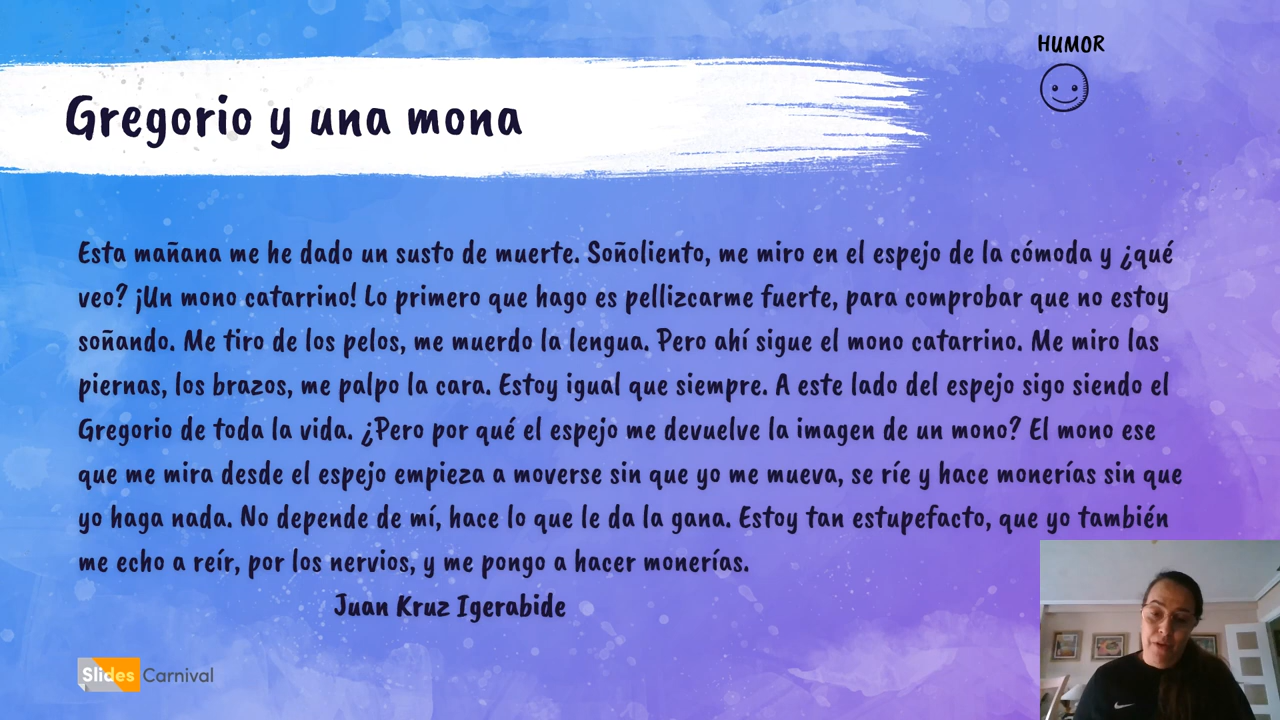 HUMOR
Gregorio y una mona
Esta mañana me he dado un susto de muerte. Soñoliento, me miro en el espejo de la cómoda y ¿qué
veo? ¡Un mono catarrino! Lo primero que hago es pellizcarme fuerte, para comprobar que no estoy
soñando. Me tiro de los pelos, me muerdo la lengua. Pero ahí sigue el mono catarrino. Me miro las
piernas, los brazos, me palpo la cara. Estoy igual que siempre. A este lado del espejo sigo siendo el
Gregorio de toda la vida. ¿Pero por qué el espejo me devuelve la imagen de un mono? El mono ese
que me mira desde el espejo empieza a moverse sin que yo me mueva, se ríe y hace monerías sin que
yo haga nada. No depende de mí, hace lo que le da la gana. Estoy tan estupefacto, que yo también
me echo a reír, por los nervios, y me pongo a hacer monerías.
Juan Kruz Igerabide
Slides Carnival